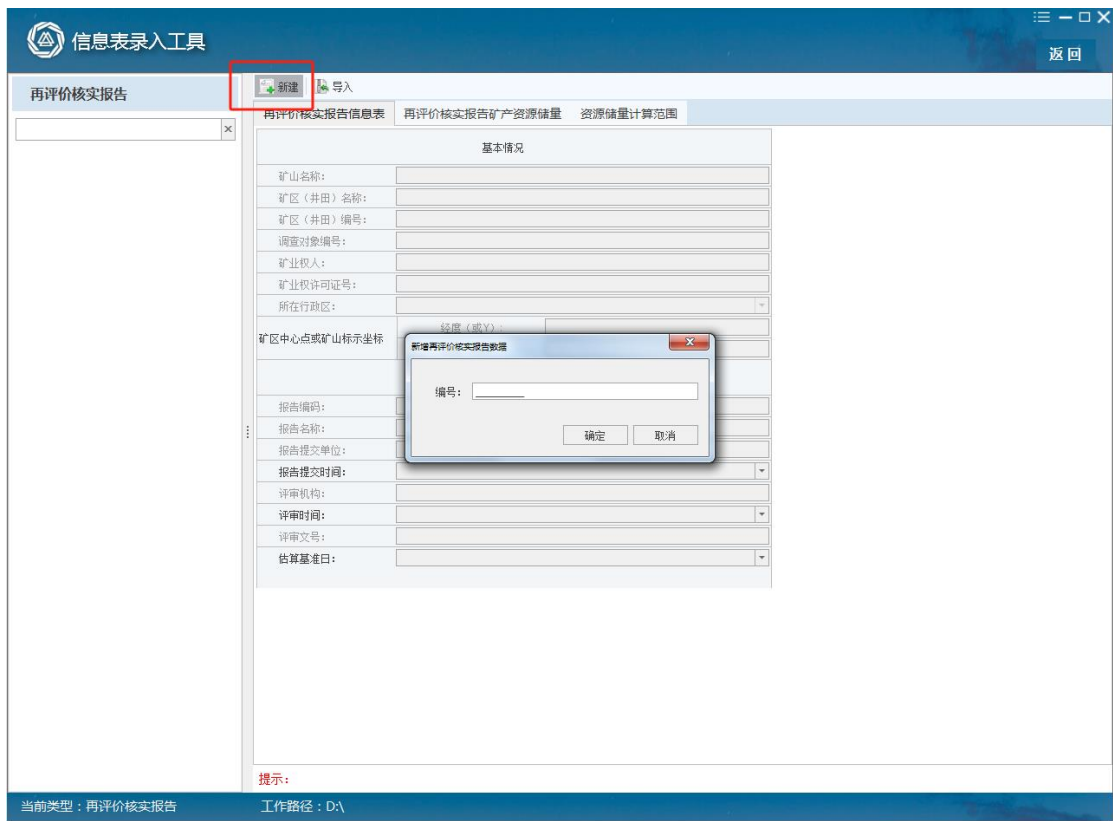 信息表录入工具
返回
再评价核实报告
新建
导入
再评价核实报告信息表
再评价核实报告矿产资源储量
资源储量计算范围
基本情况
矿山名称:
矿区（井田）名称:
矿区（井田）编号:
调查对象编号:
矿业权人:
矿业权许可证号:
所在行政区:
矿区中心点或矿山标示坐标
经度（或Y）:
新增再评价核实报告数据
编号:
确定
取消
报告编码:
报告名称:
报告提交单位:
报告提交时间:
评审机构:
评审时间:
评审文号:
估算基准日:
提示:
当前类型：再评价核实报告
工作路径：D:\